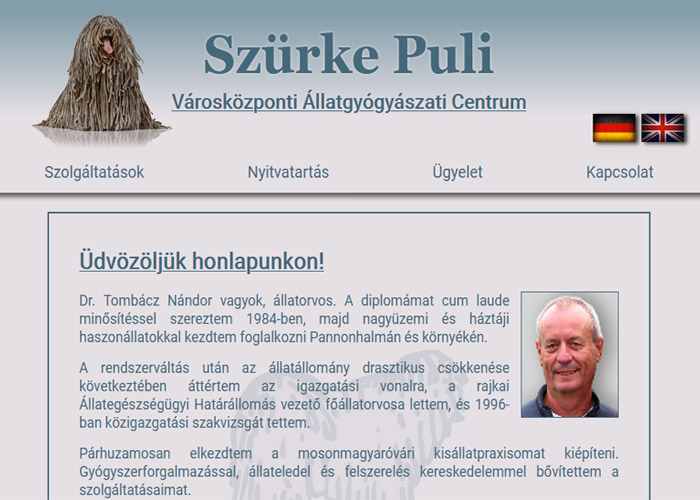 Szürke Puli
Városközponti Állatgyógyászati Centrum
Szolgáltatások Nyitvatartás Ügyelet Kapcsolat
Üdvözöljük honlapunkon!
Dr. Tombácz Nándor vagyok, állatorvos. A diplomámat cum laude
minősítéssel szereztem 1984-ben, majd nagyüzemi és háztáji
haszonállatokkal kezdtem foglalkozni Pannonhalmán és környékén.
A rendszerváltás után az állatállomány drasztikus csökkenése
következtében áttértem az igazgatási vonalra, a rajkai
Állategészségügyi Határállomás vezető főállatorvosa lettem, és 1996-
ban közigazgatási szakvizsgát tettem.
Párhuzamosan elkezdtem a mosonmagyaróvári kisállatpraxisomat kiépíteni.
Gyógyszerforgalmazással, állateledel és felszerelés kereskedelemmel bővítettem a
szolgáltatásaimat.